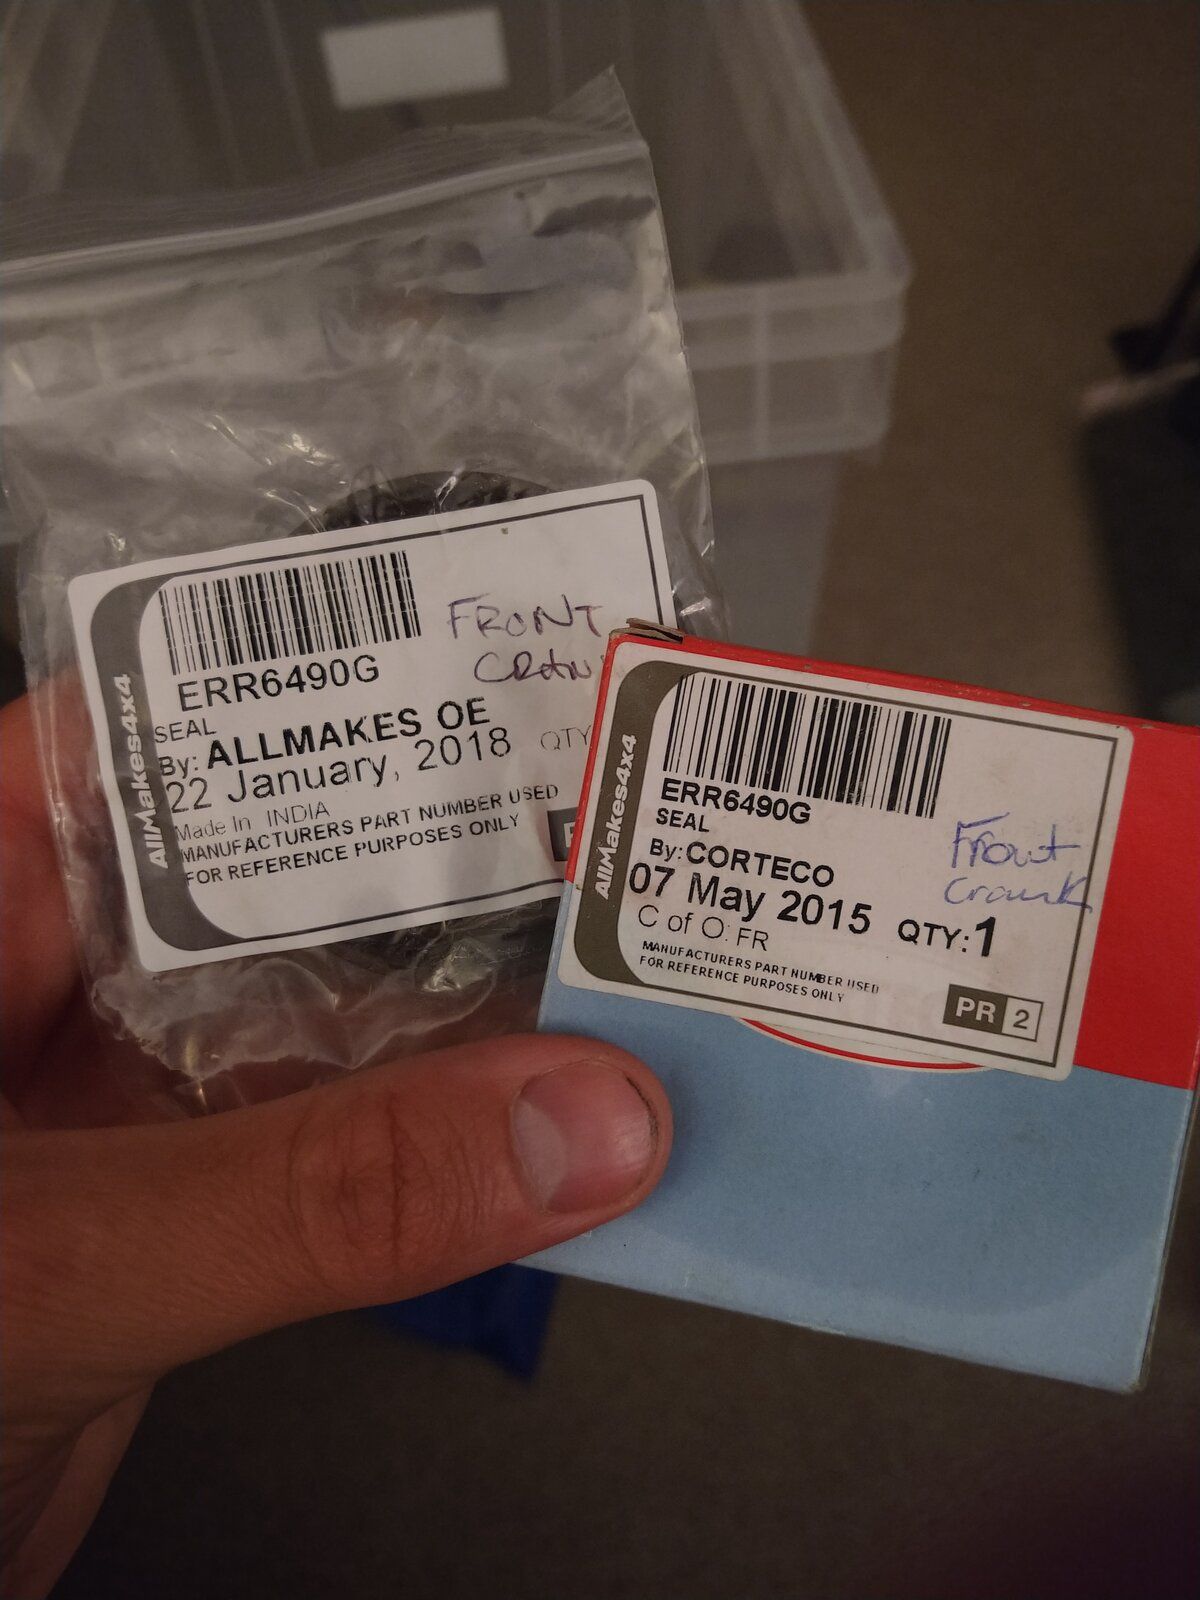 ERR6490G
FRONT
SEAL
By: ALLMAKES OE
22 January, 2018 QTY
Made In INDIA
MANUFACTURERS PART NUMBER USED
FOR REFERENCE PURPOSES ONLY
AllMakes4x4
ERR6490G
SEAL
By: CORTECO
Front
Crank
07 May 2015 QTY: 1
C of O: FR
MANUFACTURERS PART NUMBER USED
FOR REFERENCE PURPOSES ONLY
PR 2
AllMakes4x4